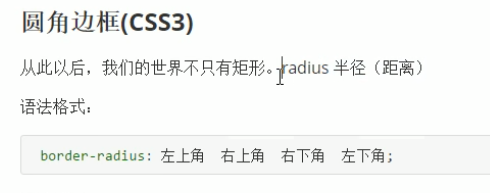 圆角边框(CSS3)
从此以后，我们的世界不只有矩形。radius 半径（距离）
语法格式：
border-radius: 左上角 右上角 右下角 左下角;